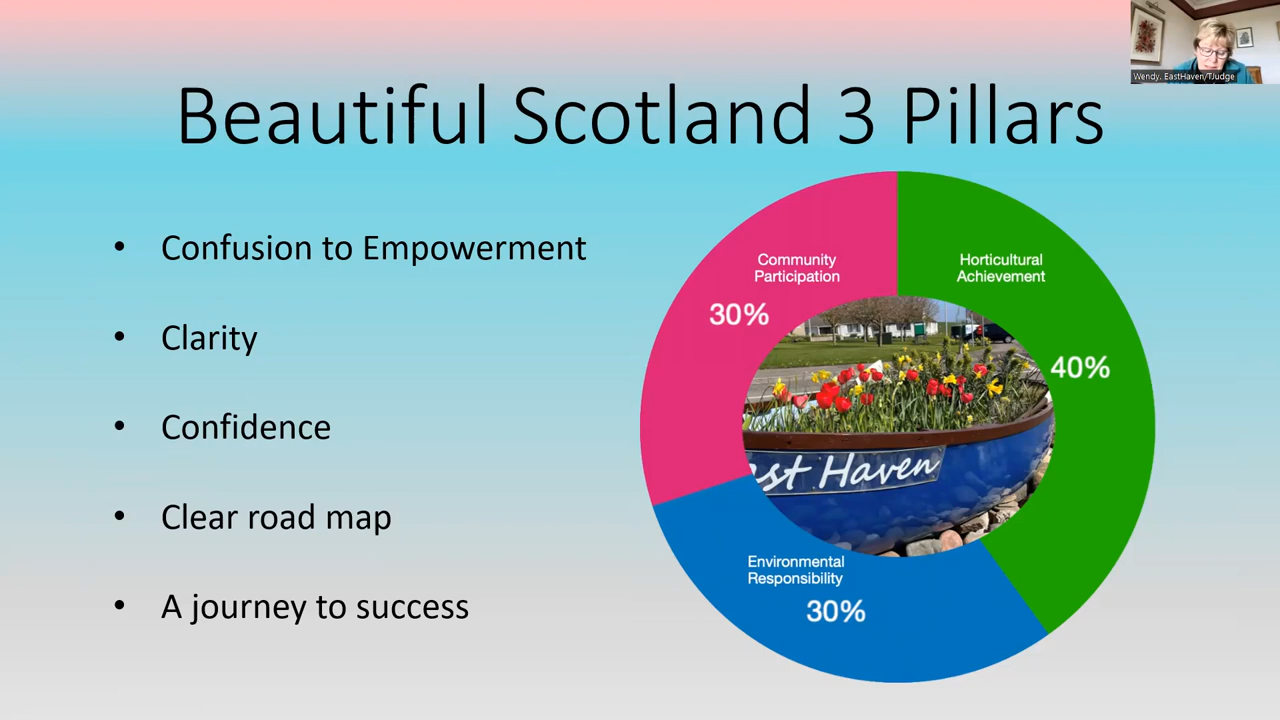 Wendy. EastHaven/TJudge
Beautiful Scotland 3 Pillars
• Confusion to Empowerment
• Clarity
• Confidence
• Clear road map
• A journey to success
Community
Participation
30%
Horticultural
Achievement
40%
st Haven
Environmental
Responsibility
30%